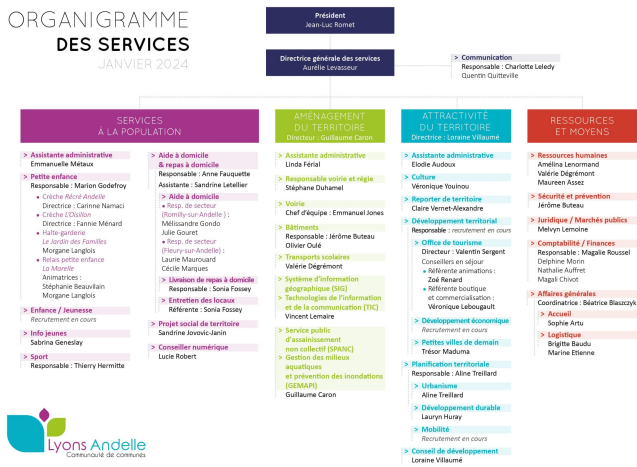 ORGANIGRAMME
DES SERVICES
JANVIER 2024
Président
Jean-Luc Romet
Directrice générale des services
Aurélie Levasseur
> Communication
Responsable : Charlotte Leledy
Quentin Quitteville
SERVICES
À LA POPULATION
> Assistante administrative
Emmanuelle Métaux
> Petite enfance
Responsable : Marion Godefroy
• Crèche Récré Andelle
Directrice : Carinne Namaci
• Crèche L'Oisillon
Directrice : Fannie Ménard
• Halte-garderie
Le Jardin des Familles
Morgane Langlois
• Relais petite enfance
La Marelle
Animatrices :
Stéphanie Beauvilain
Morgane Langlois
> Enfance / Jeunesse
Recrutement en cours
> Info jeunes
Sabrina Geneslay
> Sport
Responsable : Thierry Hermitte
> Aide à domicile
& repas à domicile
Responsable : Anne Fauquette
Assistante : Sandrine Letellier
> Aide à domicile
• Resp. de secteur
(Romilly-sur-Andelle) :
Mélissandre Gondo
Julie Gouret
• Resp. de secteur
(Fleury-sur-Andelle) :
Laurie Maurouard
Cécile Marques
> Livraison de repas à domicile
Responsable : Sonia Fossey
> Entretien des locaux
Référente : Sonia Fossey
> Projet social de territoire
Sandrine Jovovic-Janin
> Conseiller numérique
Lucie Robert
AMÉNAGEMENT
DU TERRITOIRE
Directeur : Guillaume Caron
> Assistante administrative
Linda Férial
> Responsable voirie et régie
Stéphane Duhamel
> Voirie
Chef d'équipe : Emmanuel Jones
> Bâtiments
Responsable : Jérôme Buteau
Olivier Oulé
> Transports scolaires
Valérie Dégrémont
> Système d'information
géographique (SIG)
> Technologies de l'information
et de la communication (TIC)
Vincent Lemaire
> Service public
d'assainissement
non collectif (SPANC)
> Gestion des milieux
aquatiques
et prévention des inondations
(GEMAPI)
Guillaume Caron
ATTRACTIVITÉ
DU TERRITOIRE
Directrice : Loraine Villaumé
> Assistante administrative
Elodie Audoux
> Culture
Véronique Youinou
> Reporter de territoire
Claire Vernet-Alexandre
> Développement territorial
Responsable : recrutement en cours
> Office de tourisme
Directeur : Valentin Sergent
Conseillers en séjour
• Référente animations :
Zoé Renard
• Référente boutique
et commercialisation :
Véronique Lebougault
> Développement économique
Recrutement en cours
> Petites villes de demain
Trésor Maduma
> Planification territoriale
Responsable : Aline Treillard
> Urbanisme
Aline Treillard
> Développement durable
Lauryn Huray
> Mobilité
Recrutement en cours
> Conseil de développement
Loraine Villaumé
RESSOURCES
ET MOYENS
> Ressources humaines
Amélina Lenormand
Valérie Dégrémont
Maureen Assez
> Sécurité et prévention
Jérôme Buteau
> Juridique / Marchés publics
Melvyn Lemoine
> Comptabilité / Finances
Responsable : Magalie Roussel
Delphine Morin
Nathalie Auffret
Magali Chivot
> Affaires générales
Coordinatrice : Béatrice Blaszczyk
> Accueil
Sophie Artu
> Logistique
Brigitte Baudu
Marine Etienne
Lyons Andelle
Communauté de communes